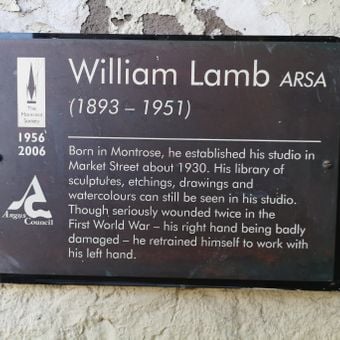 William Lamb ARSA
(1893 – 1951)
The
Montrose
Society
1956
2006
Angus
Council
Born in Montrose, he established his studio in
Market Street about 1930. His library of
sculptures, etchings, drawings and
watercolours can still be seen in his studio.
Though seriously wounded twice in the
First World War – his right hand being badly
damaged – he retrained himself to work with
his left hand.